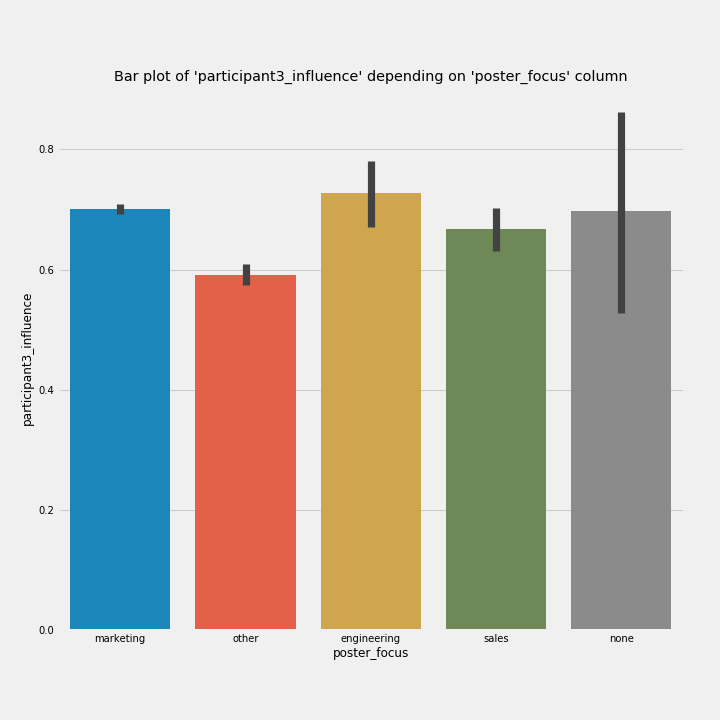 Bar plot of 'participant3_influence' depending on 'poster_focus' column
participant3_influence
0.8
0.6
0.4
0.2
0.0
marketing other engineering sales none
poster_focus